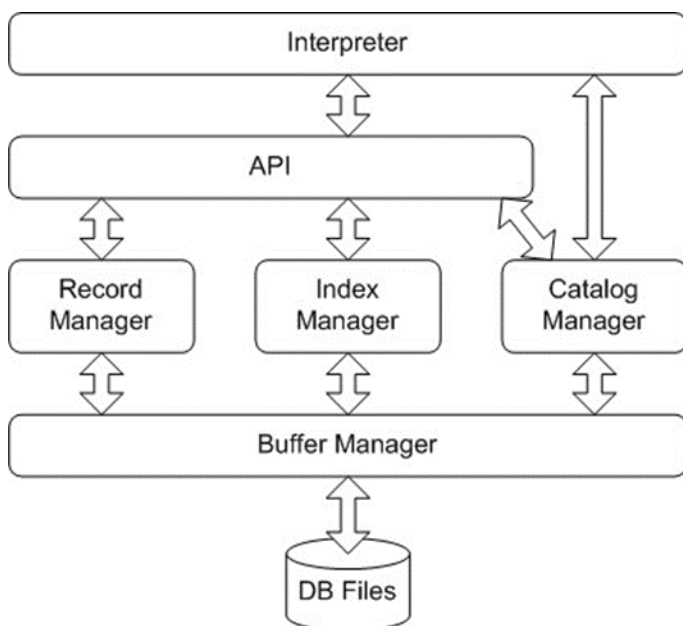 Interpreter
API
Record
Manager
Index
Manager
Catalog
Manager
Buffer Manager
DB Files